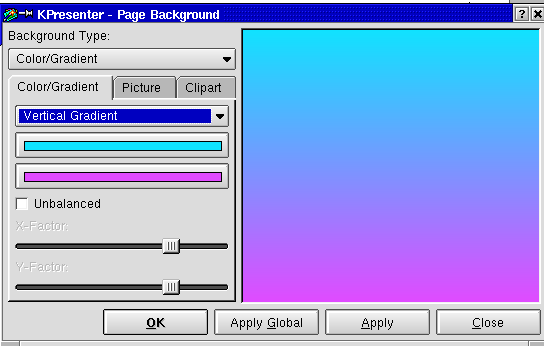 KPresenter - Page Background
Background Type:
Color/Gradient
Color/Gradient Picture Clipart
Vertical Gradient
Unbalanced
X-Factor:
Y-Factor:
OK Apply Global Apply Close